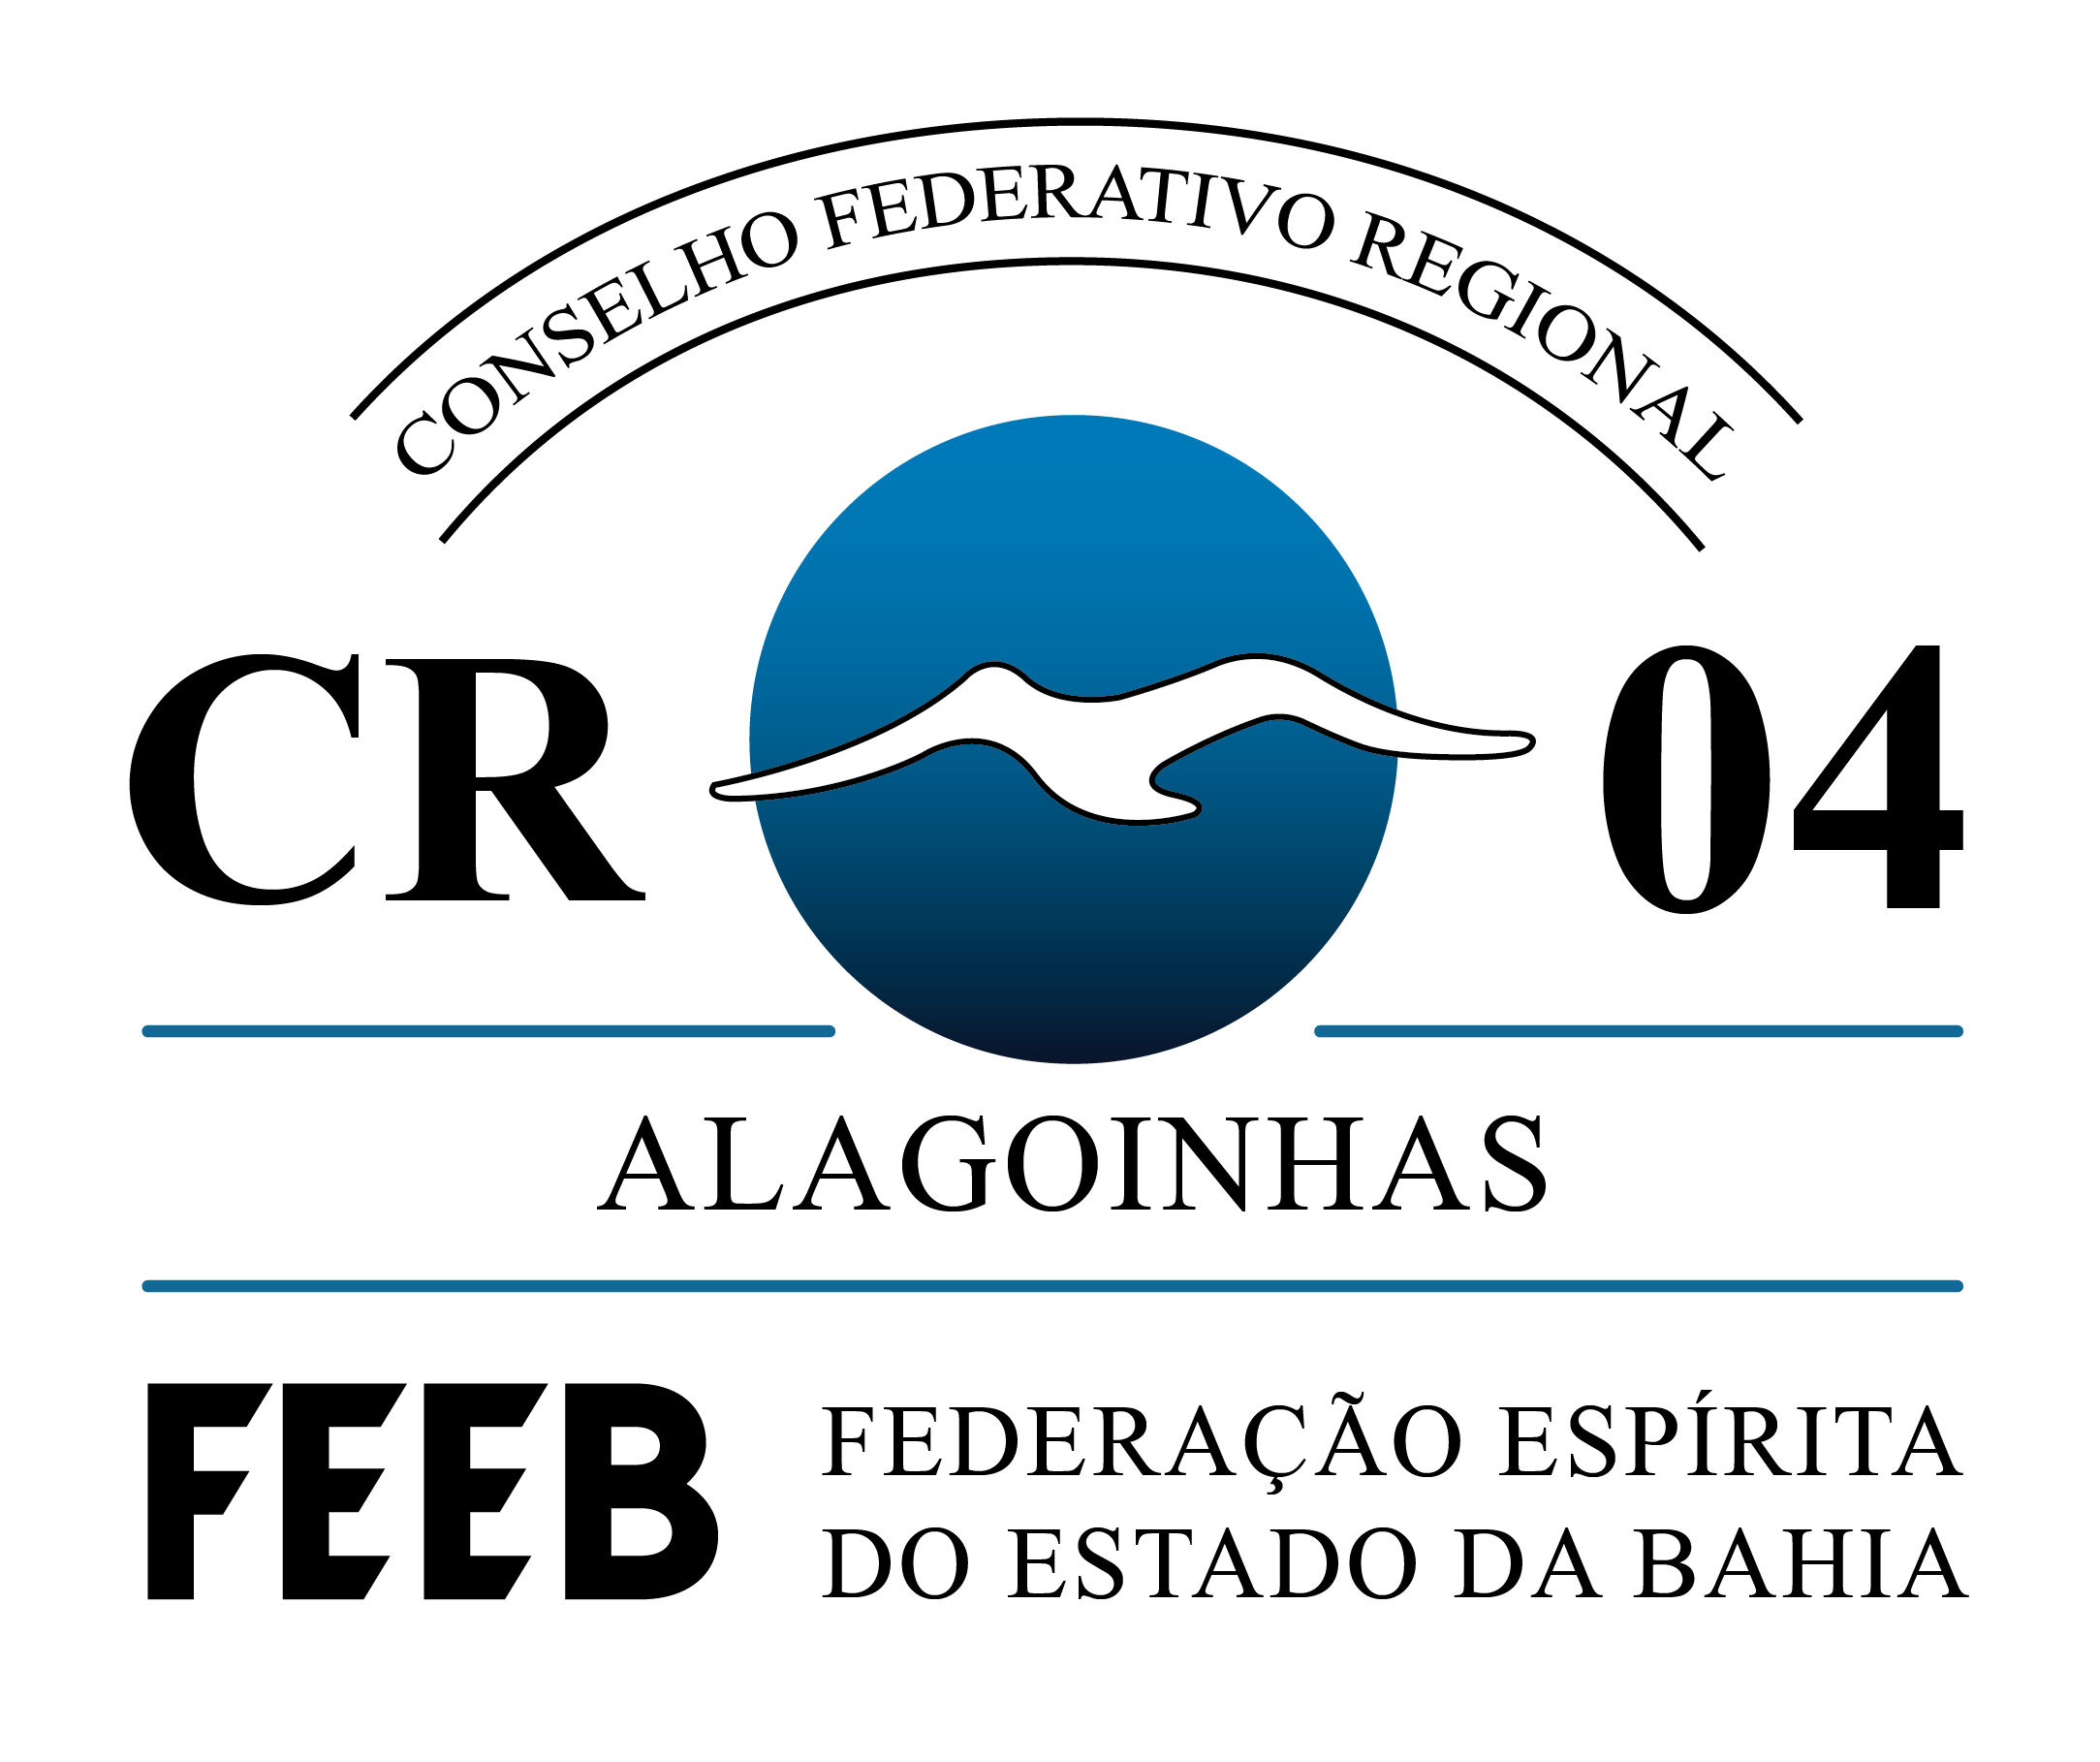 CONSELHO FEDERATIVO REGIONAL
CR 04
ALAGOINHAS
FEEB
FEDERAÇÃO ESPÍRITA
DO ESTADO DA BAHIA